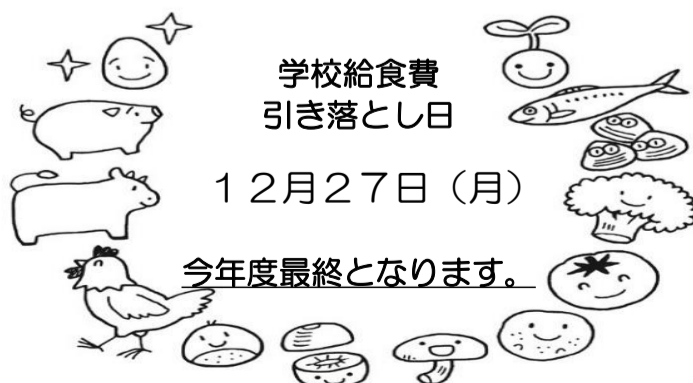 学校給食費
引き落とし日
１２月２７日（月）
今年度最終となります。